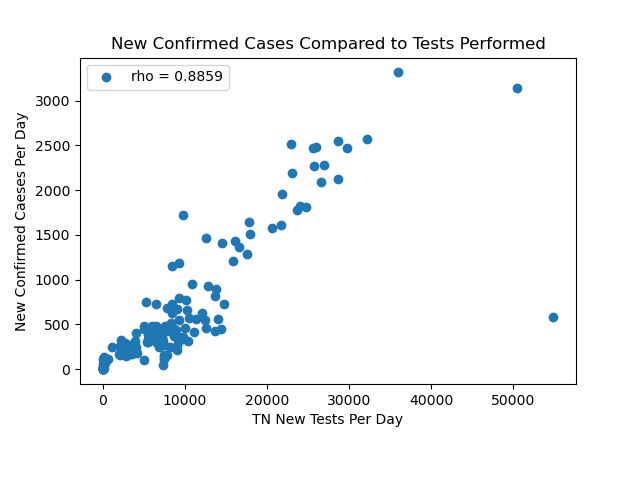 New Confirmed Cases Compared to Tests Performed
rho = 0.8859
New Confirmed Caeses Per Day
3000
2500
2000
1500
1000
500
0
0 10000 20000 30000 40000 50000
TN New Tests Per Day